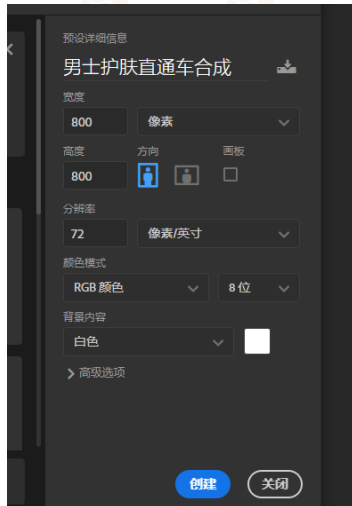 预设详细信息
男士护肤直通车合成
宽度
800 像素
高度 方向 画板
800
分辨率
72 像素/英寸
颜色模式
RGB 颜色 8 位
背景内容
白色
高级选项
创建 关闭